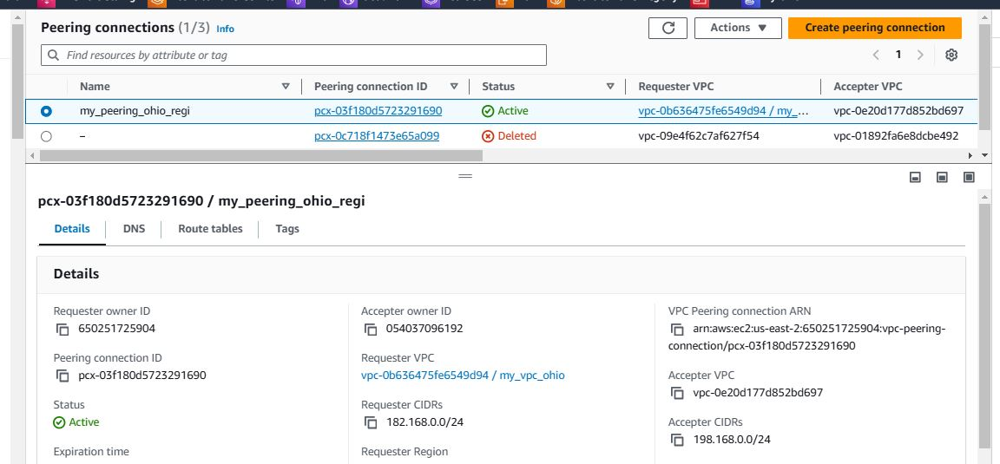 Peering connections (1/3) Info
Actions
Create peering connection
Find resources by attribute or tag
1
Name Peering connection ID Status Requester VPC Accepter VPC
my_peering_ohio_regi pcx-03f180d5723291690 Active vpc-0b636475fe6549d94 / my_... vpc-0e20d177d852bd697
– pcx-0c718f1473e65a099 Deleted vpc-09e4f62c7af627f54 vpc-01892fa6e8dcbe492
pcx-03f180d5723291690 / my_peering_ohio_regi
Details DNS Route tables Tags
Details
Requester owner ID
650251725904
Peering connection ID
pcx-03f180d5723291690
Status
Active
Expiration time
Accepter owner ID
054037096192
Requester VPC
vpc-0b636475fe6549d94 / my_vpc_ohio
Requester CIDRs
182.168.0.0/24
Requester Region
VPC Peering connection ARN
arn:aws:ec2:us-east-2:650251725904:vpc-peering-
connection/pcx-03f180d5723291690
Accepter VPC
vpc-0e20d177d852bd697
Accepter CIDRs
198.168.0.0/24